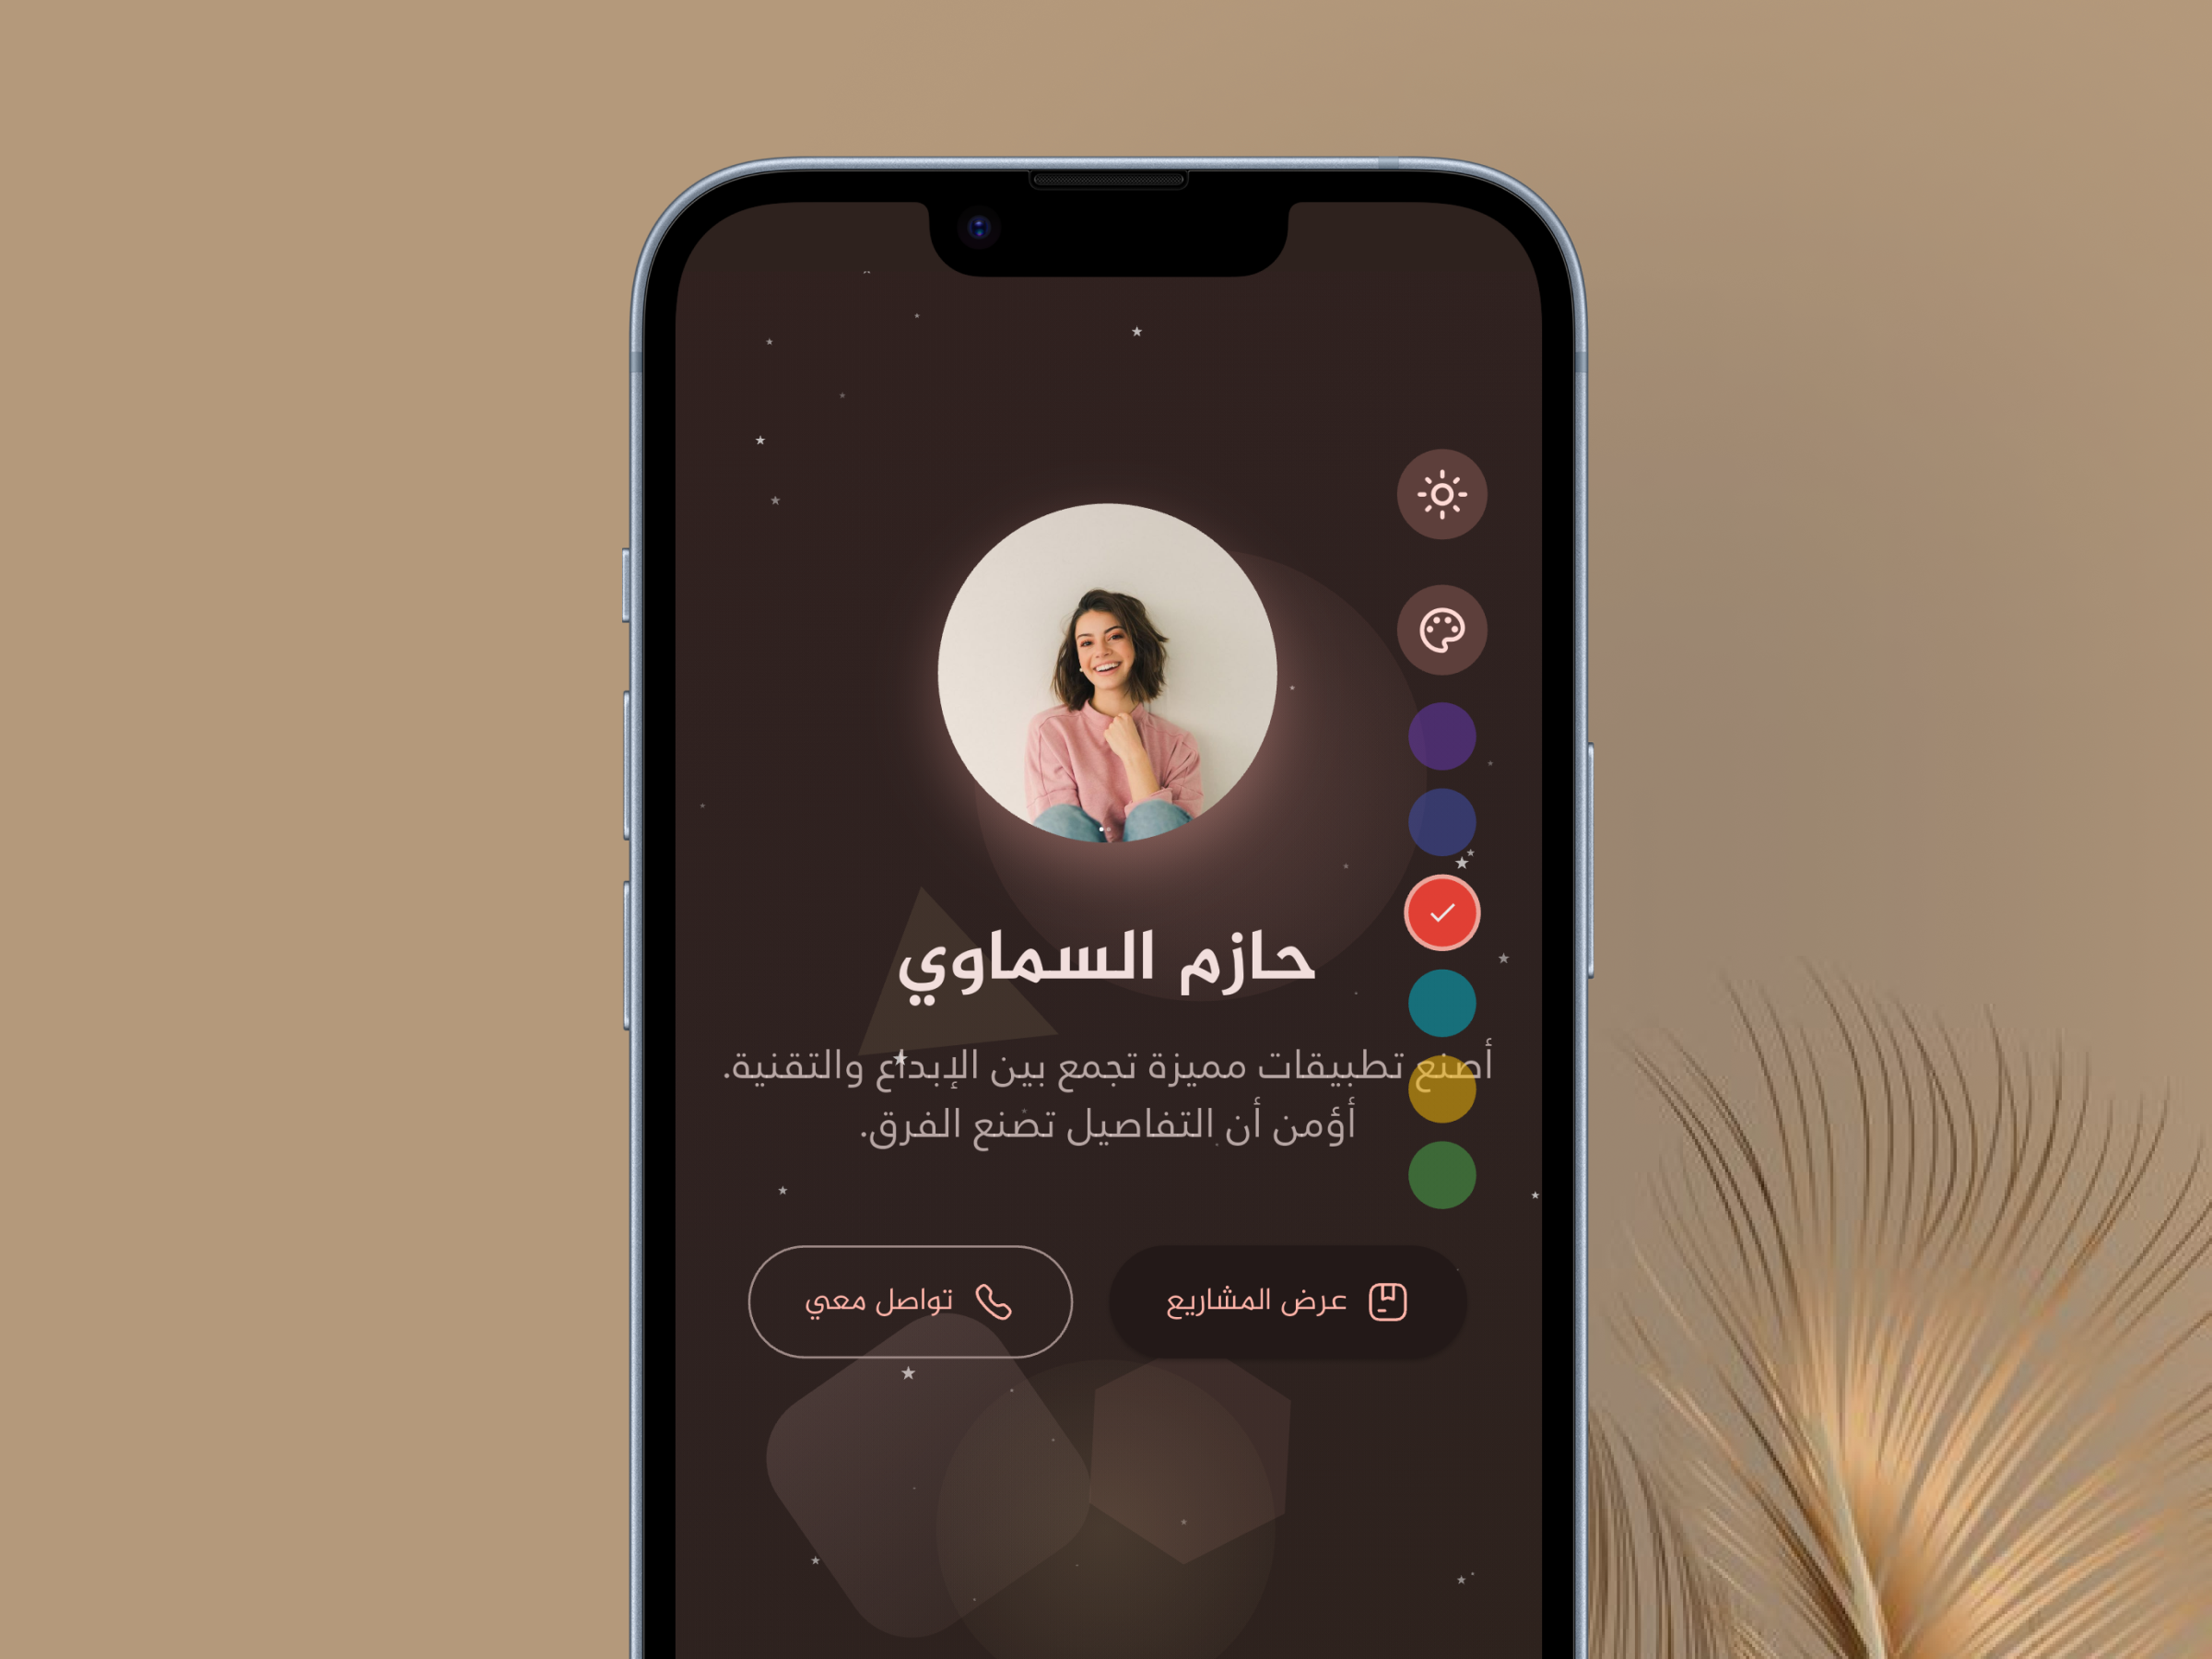 حازم السماوي
أصنع تطبيقات مميزة تجمع بين الإبداع والتقنية.
أؤمن أن التفاصيل تصنع الفرق.
عرض المشاريع
تواصل معي